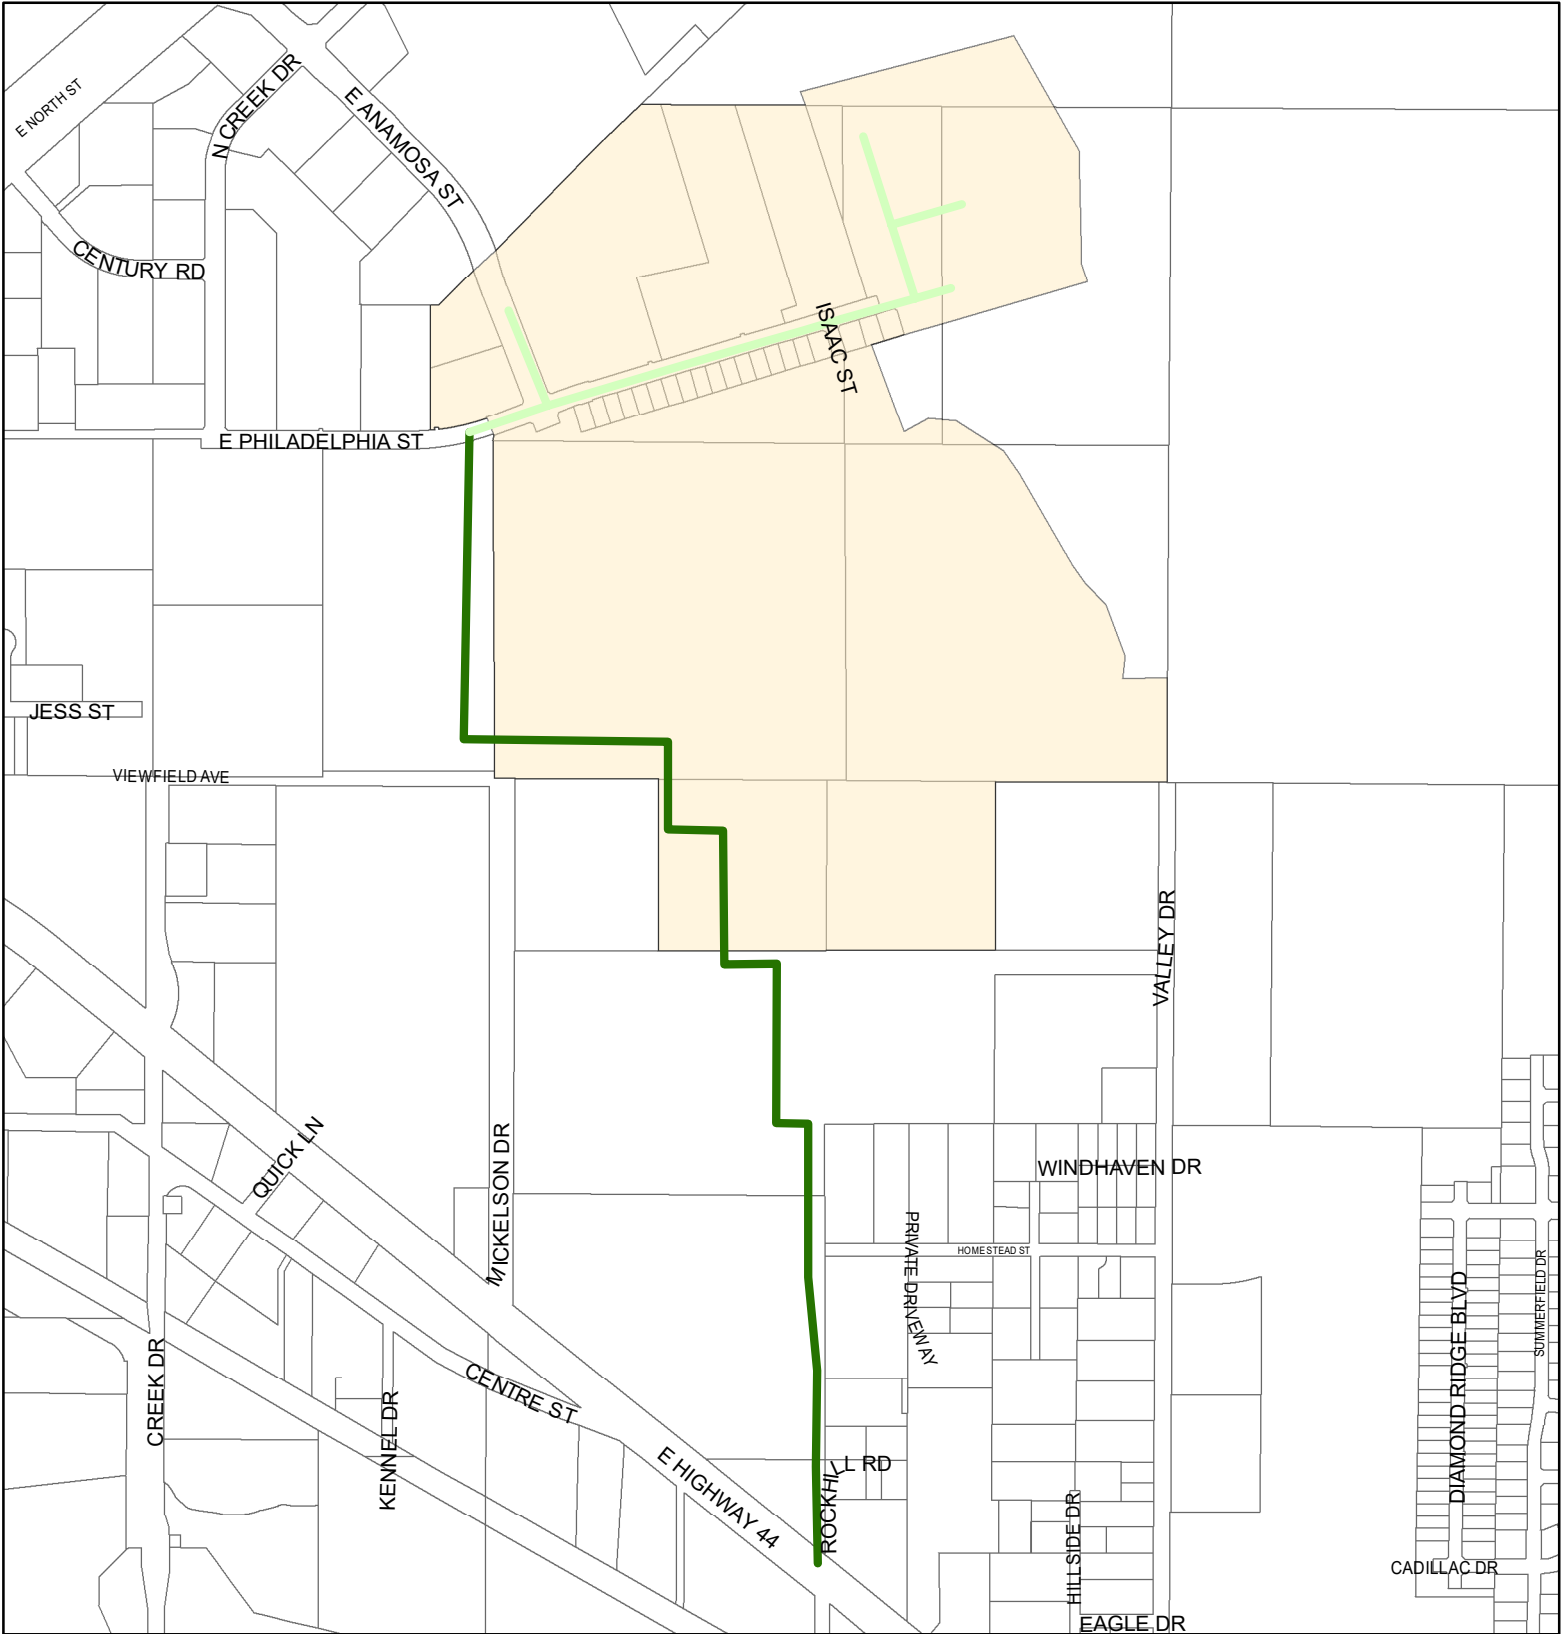 E NORTH ST
N CREEK DR
E ANAMOSA ST
CENTURY RD
ISAAC ST
E PHILADELPHIA ST
JESS ST
VIEWFIELD AVE
VALLEY DR
QUICK LN
MICKELSON DR
WINDHAVEN DR
PRIVATE DRIVEWAY
HOMESTEAD ST
SUMMERFIELD DR
DIAMOND RIDGE BLVD
CREEK DR
KENNEL DR
CENTRE ST
E HIGHWAY 44
ROCKHILL RD
HILLSIDE DR
CADILLAC DR
EAGLE DR